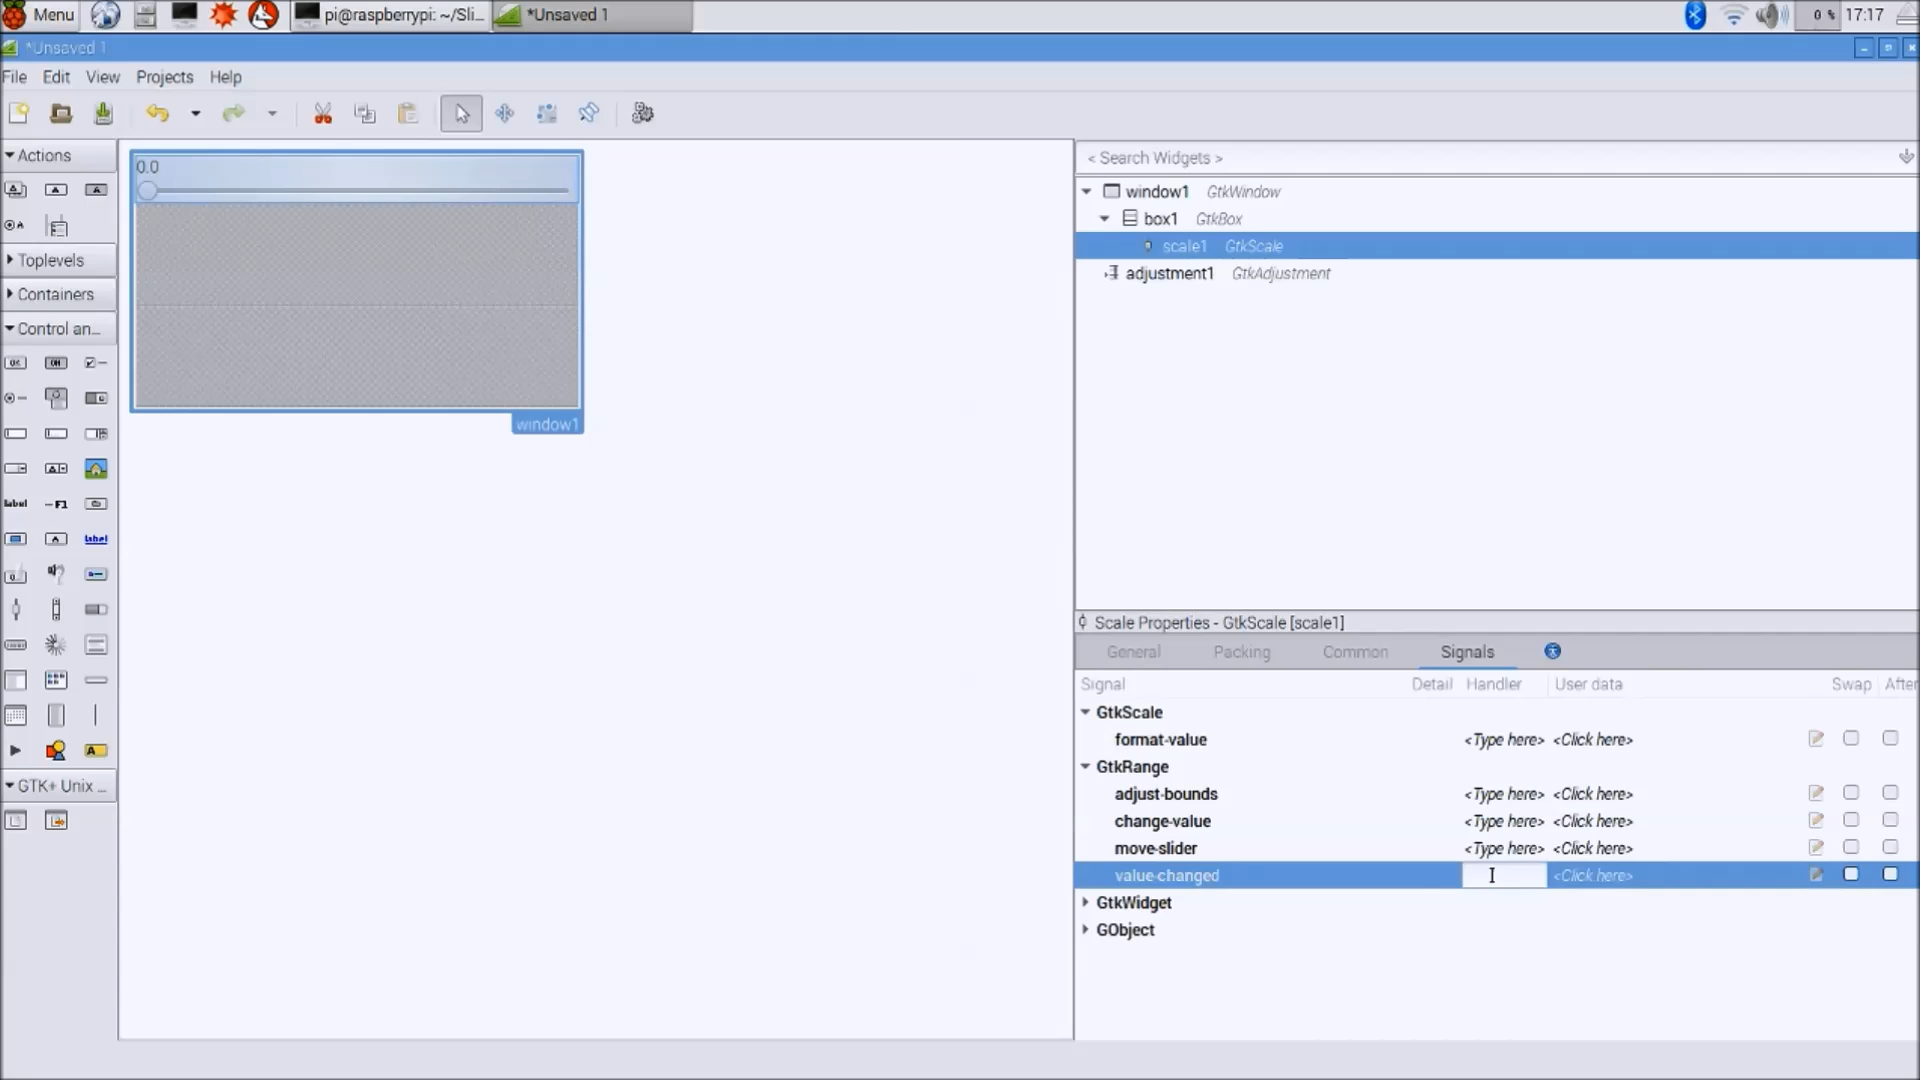 Menu pi@raspberrypi: ~/Sli... *Unsaved 1 0 % 17:17
*Unsaved 1
File Edit View Projects Help
Actions
Toplevels
Containers
Control an...
label
label
GTK+ Unix ...
0.0
window1
< Search Widgets >
window1 GtkWindow
box1 GtkBox
scale1 GtkScale
adjustment1 GtkAdjustment
Scale Properties - GtkScale [scale1]
General Packing Common Signals
Signal Detail Handler User data Swap After
GtkScale
format-value <Type here> <Click here>
GtkRange
adjust-bounds <Type here> <Click here>
change-value <Type here> <Click here>
move-slider <Type here> <Click here>
value-changed <Click here>
GtkWidget
GObject